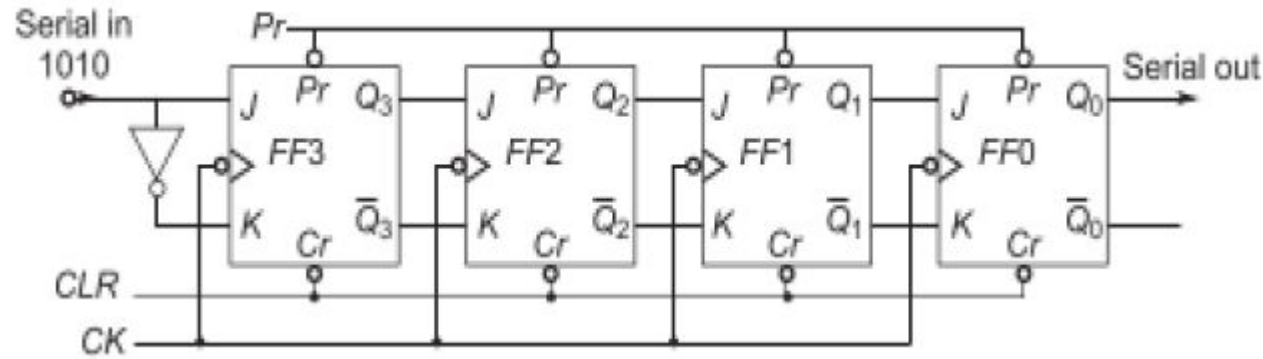 Serial in
1010
Pr
Serial out
J Pr Q₃ J Pr Q₂ J Pr Q₁ J Pr Q₀
FF3 FF2 FF1 FF0
K Cr Q̅₃ K Cr Q̅₂ K Cr Q̅₁ K Cr Q̅₀
CLR
CK